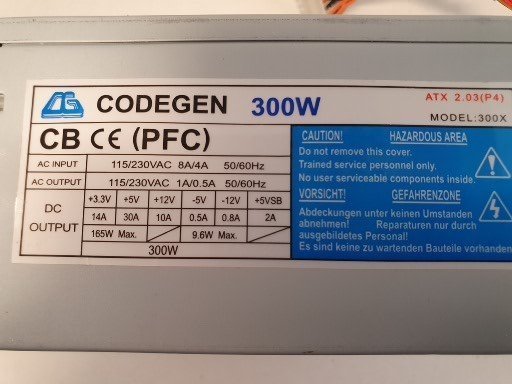 CG CODEGEN 300W
ATX 2.03(P4)
MODEL:300X
CB CE (PFC)
AC INPUT 115/230VAC 8A/4A 50/60Hz
AC OUTPUT 115/230VAC 1A/0.5A 50/60Hz
DC OUTPUT
+3.3V +5V +12V -5V -12V +5VSB
14A 30A 10A 0.5A 0.8A 2A
165W Max. 9.6W Max.
300W
CAUTION! HAZARDOUS AREA
Do not remove this cover.
Trained service personnel only.
No user serviceable components inside.
VORSICHT! GEFAHRENZONE
Abdeckungen unter keinen Umstanden
abnehmen! Reparaturen nur durch
ausgebildetes Personal!
Es sind keine zu wartenden Bauteile vorhanden